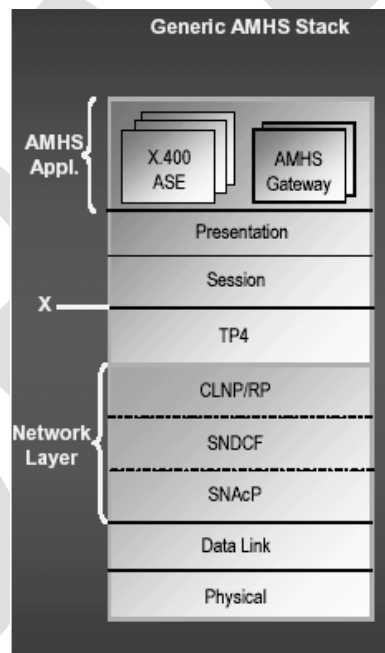 Generic AMHS Stack
AMHS
Appl.
X.400
ASE
AMHS
Gateway
Presentation
Session
X
TP4
CLNP/RP
Network
Layer
SNDCF
SNAcP
Data Link
Physical